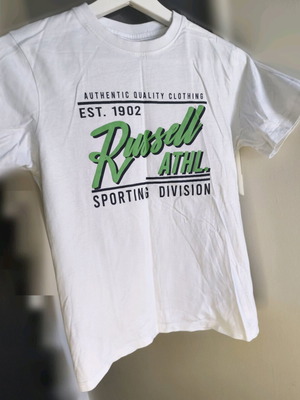 AUTHENTIC QUALITY CLOTHING
EST. 1902
Russell
ATHL.
SPORTING DIVISION